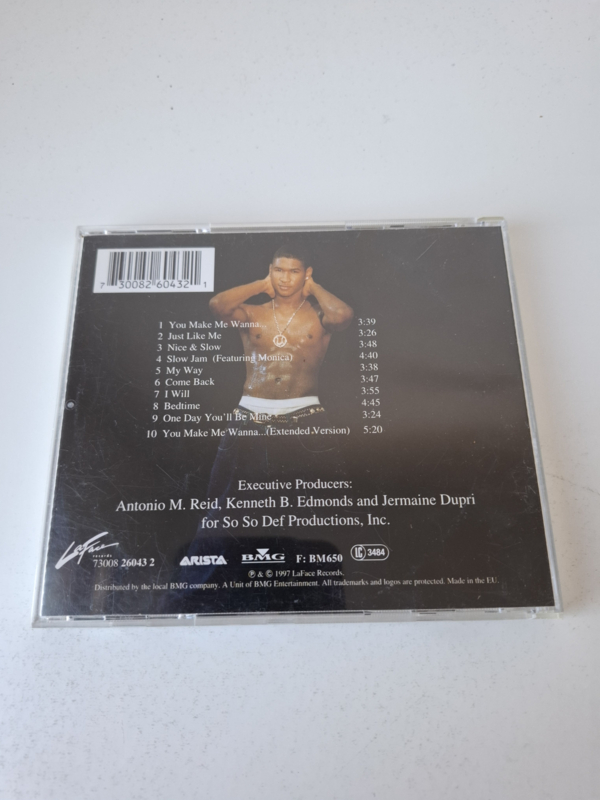 7 30082 60432 1
1 You Make Me Wanna... 3:39
2 Just Like Me 3:26
3 Nice & Slow 3:48
4 Slow Jam (Featuring Monica) 4:40
5 My Way 3:38
6 Come Back 3:47
7 I Will 3:55
8 Bedtime 4:45
9 One Day You'll Be Mine 3:24
10 You Make Me Wanna...(Extended Version) 5:20
Executive Producers:
Antonio M. Reid, Kenneth B. Edmonds and Jermaine Dupri
for So So Def Productions, Inc.
LaFace
records
73008 26043 2
ARISTA
BMG
F: BM650
LC 3484
℗ & © 1997 LaFace Records.
Distributed by the local BMG company. A Unit of BMG Entertainment. All trademarks and logos are protected. Made in the EU.